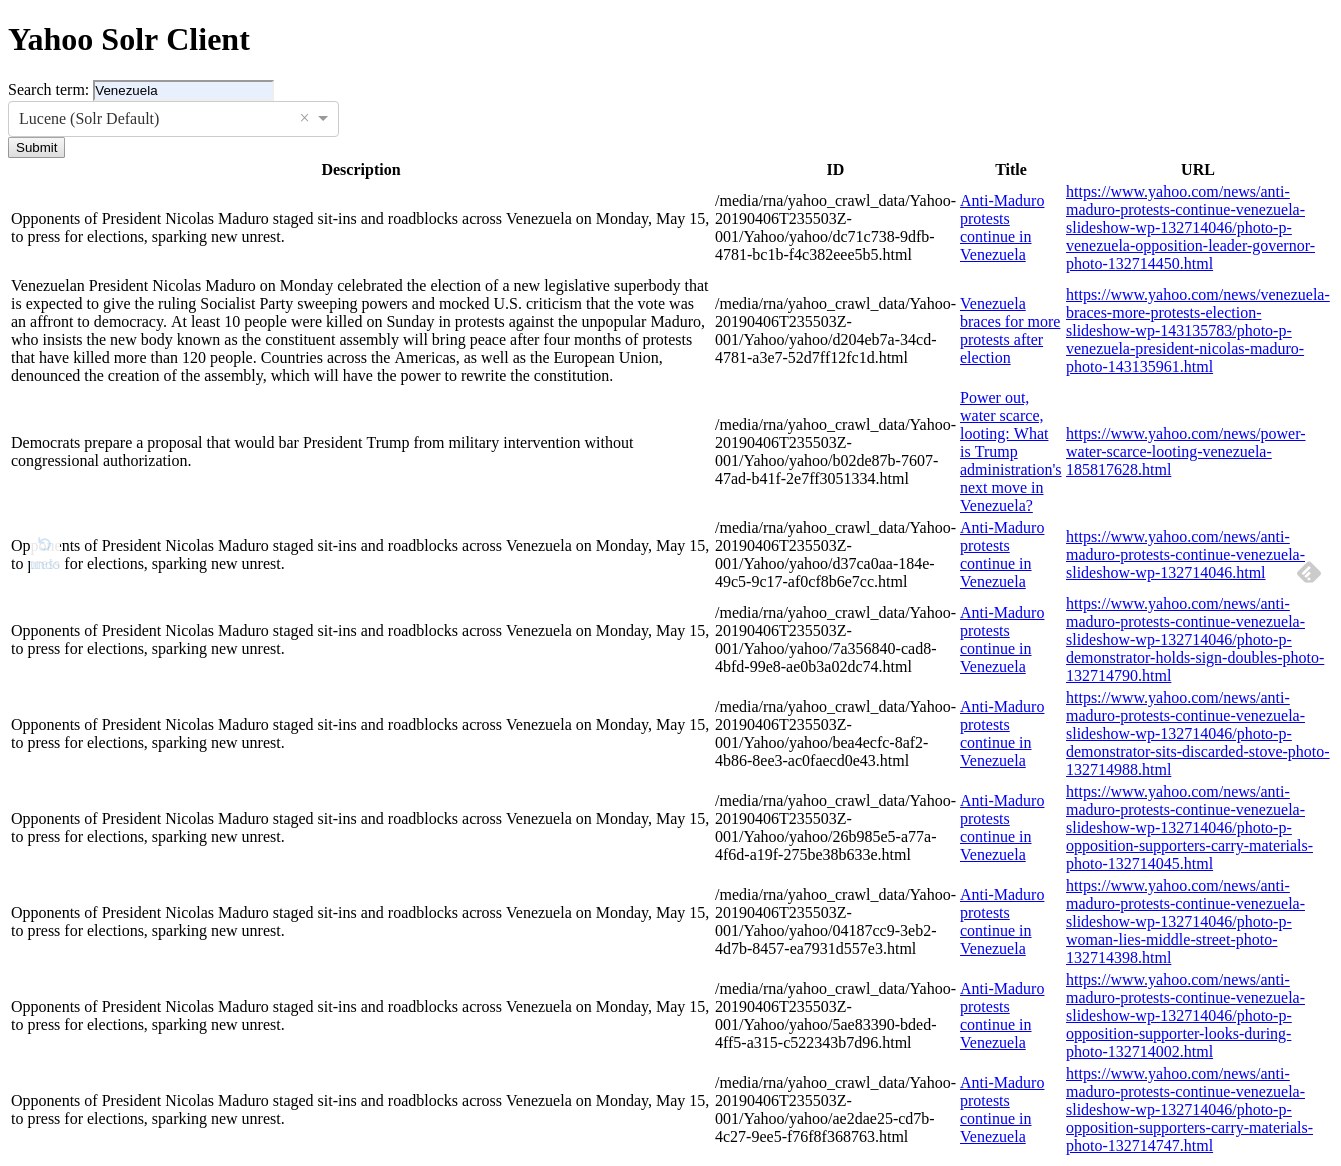 Yahoo Solr Client
Search term: Venezuela
Lucene (Solr Default) ×
Submit
Description ID Title URL
Opponents of President Nicolas Maduro staged sit-ins and roadblocks across Venezuela on Monday, May 15,
to press for elections, sparking new unrest.
/media/rna/yahoo_crawl_data/Yahoo-
20190406T235503Z-
001/Yahoo/yahoo/dc71c738-9dfb-
4781-bc1b-f4c382eee5b5.html
Anti-Maduro
protests
continue in
Venezuela
https://www.yahoo.com/news/anti-
maduro-protests-continue-venezuela-
slideshow-wp-132714046/photo-p-
venezuela-opposition-leader-governor-
photo-132714450.html
Venezuelan President Nicolas Maduro on Monday celebrated the election of a new legislative superbody that
is expected to give the ruling Socialist Party sweeping powers and mocked U.S. criticism that the vote was
an affront to democracy. At least 10 people were killed on Sunday in protests against the unpopular Maduro,
who insists the new body known as the constituent assembly will bring peace after four months of protests
that have killed more than 120 people. Countries across the Americas, as well as the European Union,
denounced the creation of the assembly, which will have the power to rewrite the constitution.
/media/rna/yahoo_crawl_data/Yahoo-
20190406T235503Z-
001/Yahoo/yahoo/d204eb7a-34cd-
4781-a3e7-52d7ff12fc1d.html
Venezuela
braces for more
protests after
election
https://www.yahoo.com/news/venezuela-
braces-more-protests-election-
slideshow-wp-143135783/photo-p-
venezuela-president-nicolas-maduro-
photo-143135961.html
Democrats prepare a proposal that would bar President Trump from military intervention without
congressional authorization.
/media/rna/yahoo_crawl_data/Yahoo-
20190406T235503Z-
001/Yahoo/yahoo/b02de87b-7607-
47ad-b41f-2e7ff3051334.html
Power out,
water scarce,
looting: What
is Trump
administration's
next move in
Venezuela?
https://www.yahoo.com/news/power-
water-scarce-looting-venezuela-
185817628.html
Opponents of President Nicolas Maduro staged sit-ins and roadblocks across Venezuela on Monday, May 15,
to press for elections, sparking new unrest.
/media/rna/yahoo_crawl_data/Yahoo-
20190406T235503Z-
001/Yahoo/yahoo/d37ca0aa-184e-
49c5-9c17-af0cf8b6e7cc.html
Anti-Maduro
protests
continue in
Venezuela
https://www.yahoo.com/news/anti-
maduro-protests-continue-venezuela-
slideshow-wp-132714046.html
Opponents of President Nicolas Maduro staged sit-ins and roadblocks across Venezuela on Monday, May 15,
to press for elections, sparking new unrest.
/media/rna/yahoo_crawl_data/Yahoo-
20190406T235503Z-
001/Yahoo/yahoo/7a356840-cad8-
4bfd-99e8-ae0b3a02dc74.html
Anti-Maduro
protests
continue in
Venezuela
https://www.yahoo.com/news/anti-
maduro-protests-continue-venezuela-
slideshow-wp-132714046/photo-p-
demonstrator-holds-sign-doubles-photo-
132714790.html
Opponents of President Nicolas Maduro staged sit-ins and roadblocks across Venezuela on Monday, May 15,
to press for elections, sparking new unrest.
/media/rna/yahoo_crawl_data/Yahoo-
20190406T235503Z-
001/Yahoo/yahoo/bea4ecfc-8af2-
4b86-8ee3-ac0faecd0e43.html
Anti-Maduro
protests
continue in
Venezuela
https://www.yahoo.com/news/anti-
maduro-protests-continue-venezuela-
slideshow-wp-132714046/photo-p-
demonstrator-sits-discarded-stove-photo-
132714988.html
Opponents of President Nicolas Maduro staged sit-ins and roadblocks across Venezuela on Monday, May 15,
to press for elections, sparking new unrest.
/media/rna/yahoo_crawl_data/Yahoo-
20190406T235503Z-
001/Yahoo/yahoo/26b985e5-a77a-
4f6d-a19f-275be38b633e.html
Anti-Maduro
protests
continue in
Venezuela
https://www.yahoo.com/news/anti-
maduro-protests-continue-venezuela-
slideshow-wp-132714046/photo-p-
opposition-supporters-carry-materials-
photo-132714045.html
Opponents of President Nicolas Maduro staged sit-ins and roadblocks across Venezuela on Monday, May 15,
to press for elections, sparking new unrest.
/media/rna/yahoo_crawl_data/Yahoo-
20190406T235503Z-
001/Yahoo/yahoo/04187cc9-3eb2-
4d7b-8457-ea7931d557e3.html
Anti-Maduro
protests
continue in
Venezuela
https://www.yahoo.com/news/anti-
maduro-protests-continue-venezuela-
slideshow-wp-132714046/photo-p-
woman-lies-middle-street-photo-
132714398.html
Opponents of President Nicolas Maduro staged sit-ins and roadblocks across Venezuela on Monday, May 15,
to press for elections, sparking new unrest.
/media/rna/yahoo_crawl_data/Yahoo-
20190406T235503Z-
001/Yahoo/yahoo/5ae83390-bded-
4ff5-a315-c522343b7d96.html
Anti-Maduro
protests
continue in
Venezuela
https://www.yahoo.com/news/anti-
maduro-protests-continue-venezuela-
slideshow-wp-132714046/photo-p-
opposition-supporter-looks-during-
photo-132714002.html
Opponents of President Nicolas Maduro staged sit-ins and roadblocks across Venezuela on Monday, May 15,
to press for elections, sparking new unrest.
/media/rna/yahoo_crawl_data/Yahoo-
20190406T235503Z-
001/Yahoo/yahoo/ae2dae25-cd7b-
4c27-9ee5-f76f8f368763.html
Anti-Maduro
protests
continue in
Venezuela
https://www.yahoo.com/news/anti-
maduro-protests-continue-venezuela-
slideshow-wp-132714046/photo-p-
opposition-supporters-carry-materials-
photo-132714747.html